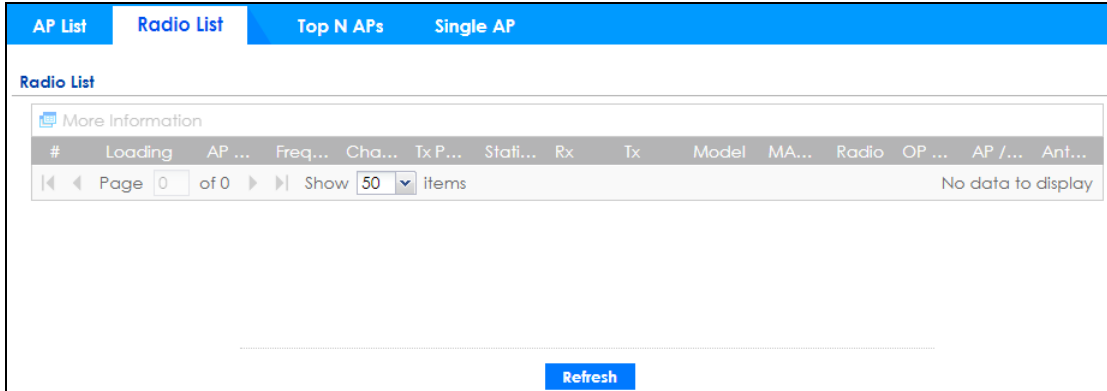 AP List Radio List Top N APs Single AP
Radio List
More Information
# Loading AP ... Freq... Cha... Tx P... Stati... Rx Tx Model MA... Radio OP ... AP /... Ant...
Page 0 of 0 Show 50 items No data to display
Refresh